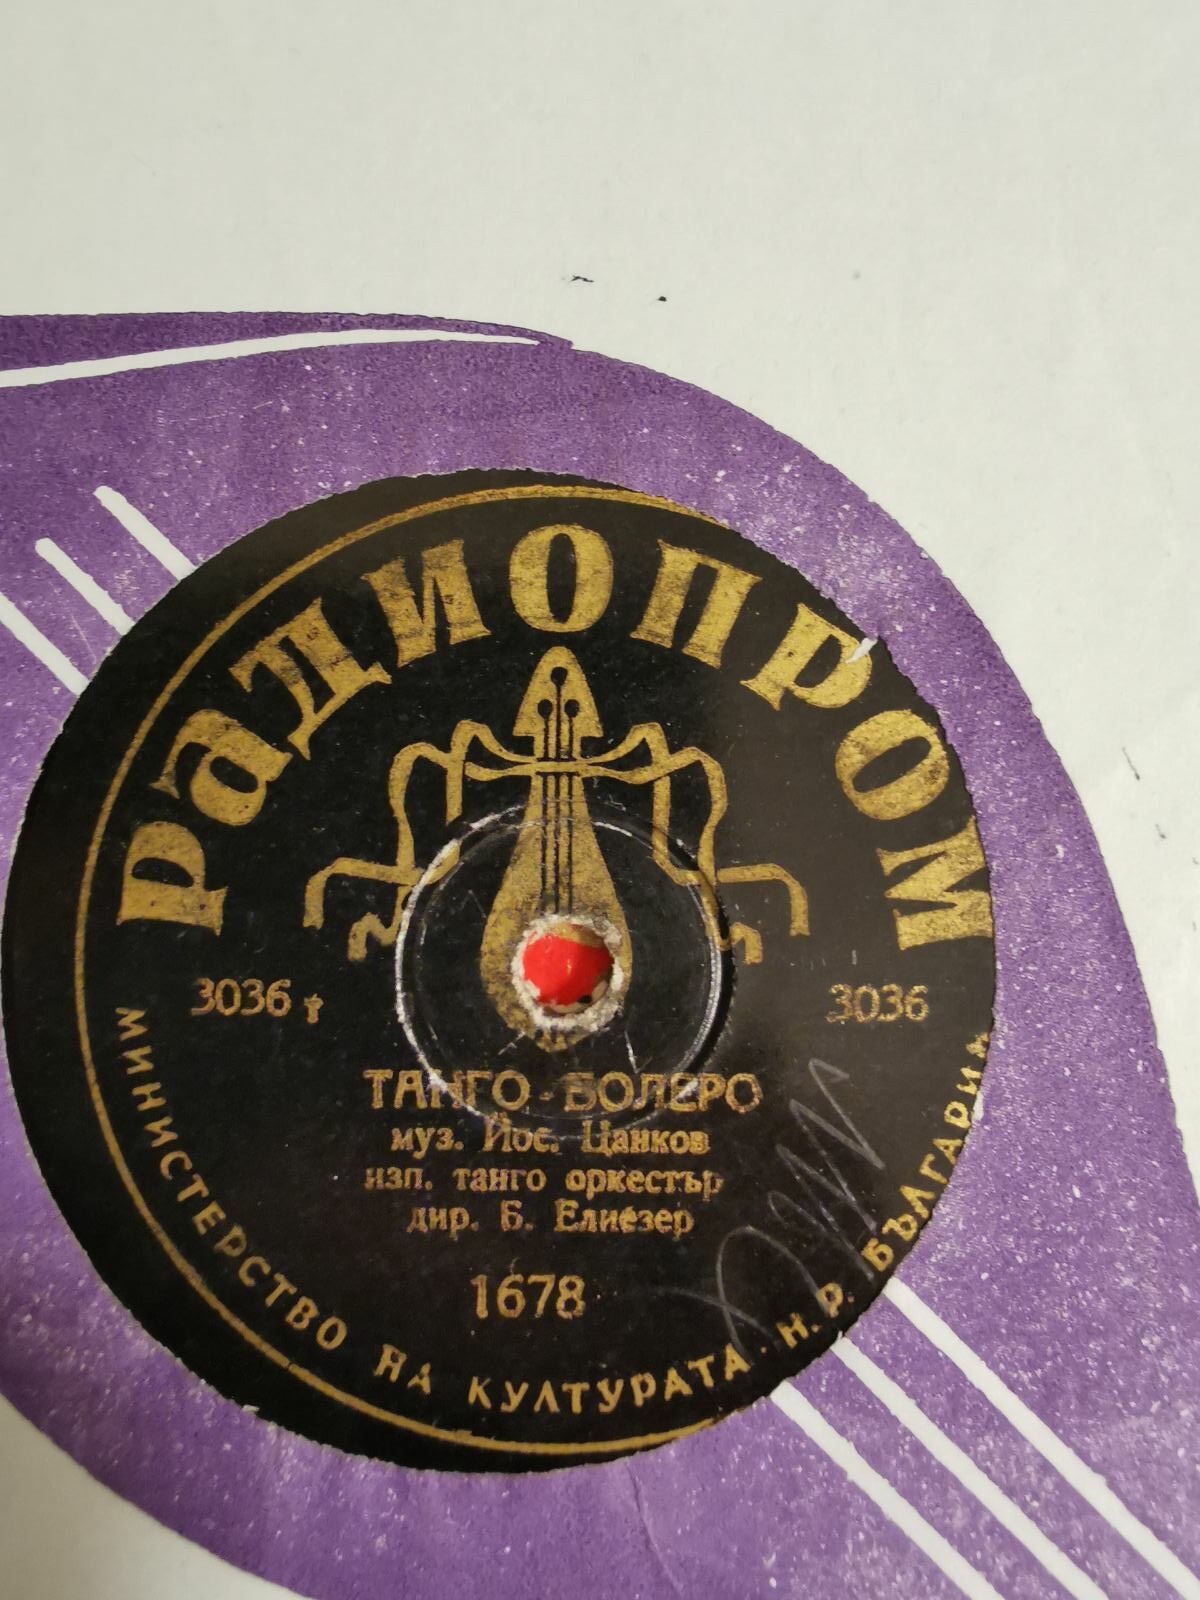 РАДИОПРОМ
3036 т
3036
ТАНГО-БОЛЕРО
муз. Йос. Цанков
изп. танго оркестър
дир. Б. Елиезер
1678
МИНИСТЕРСТВО НА КУЛТУРАТА · Н. Р. БЪЛГАРИЯ